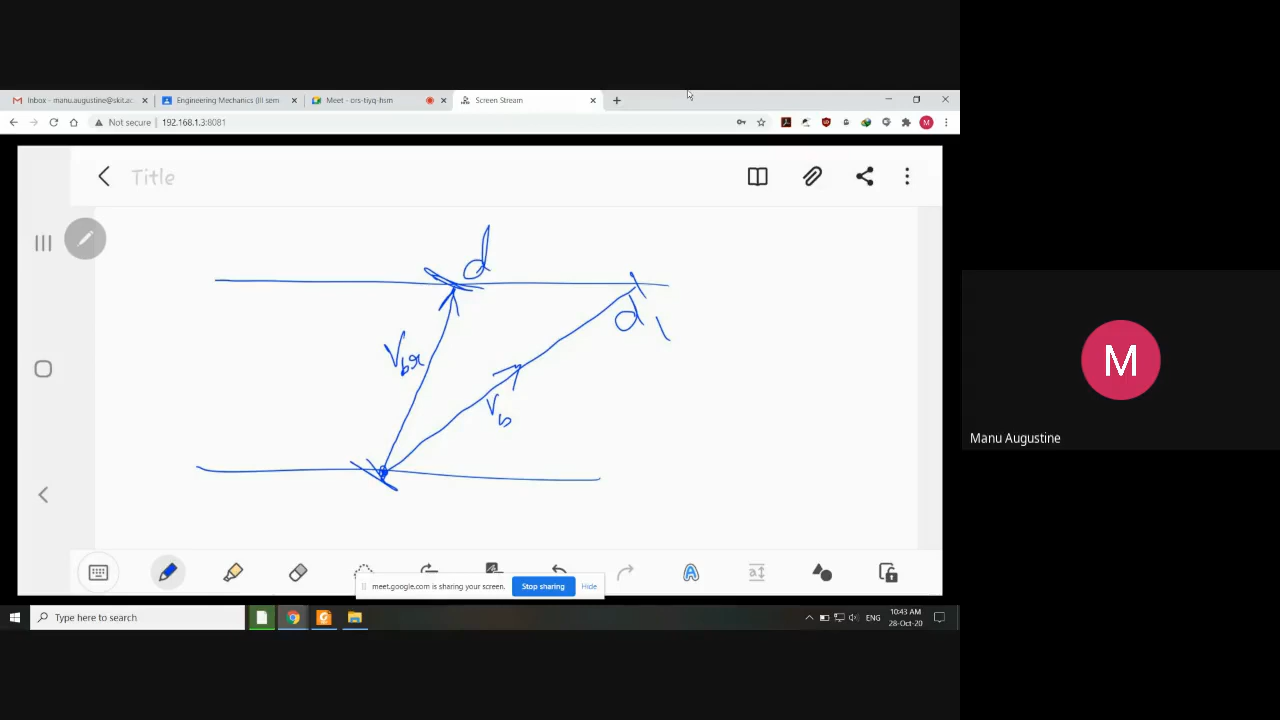 Inbox - manu.augustine@skit.ac
Engineering Mechanics (III sem
Meet - ors-tiyq-hsm
Screen Stream
Not secure | 192.168.1.3:8081
M
Title
d
d1
Vbr
Vb
M
Manu Augustine
A
meet.google.com is sharing your screen.
Stop sharing
Hide
Type here to search
ENG
10:43 AM
28-Oct-20